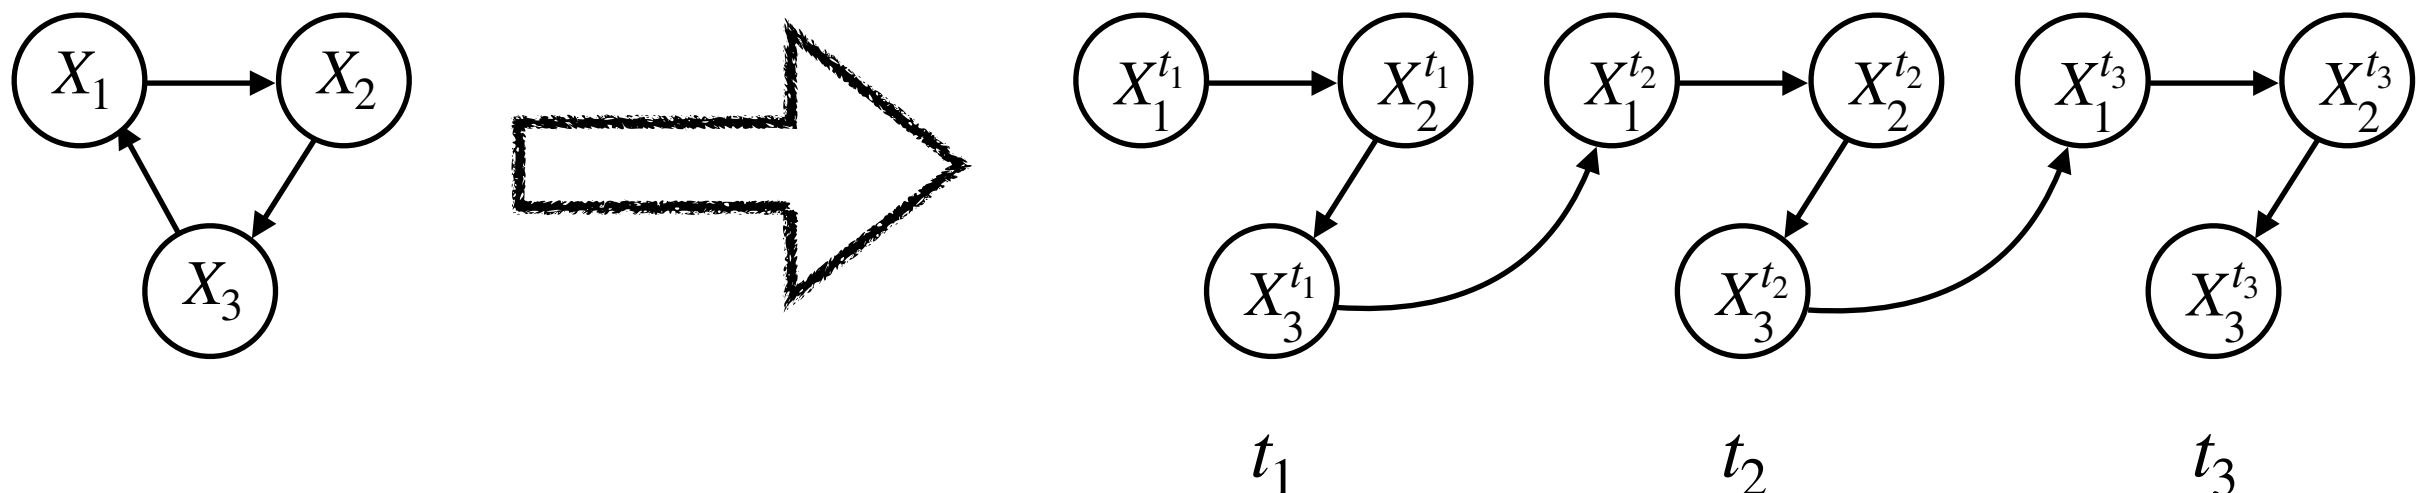 X₁ X₂ X₁^{t₁} X₂^{t₁} X₁^{t₂} X₂^{t₂} X₁^{t₃} X₂^{t₃}
X₃ X₃^{t₁} X₃^{t₂} X₃^{t₃}
t₁ t₂ t₃